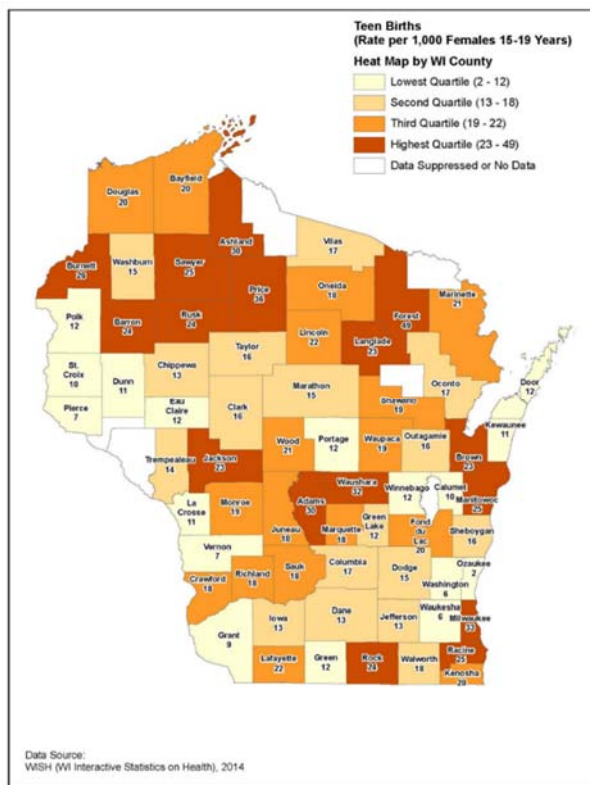 Teen Births
(Rate per 1,000 Females 15-19 Years)
Heat Map by WI County
Lowest Quartile (2 - 12)
Second Quartile (13 - 18)
Third Quartile (19 - 22)
Highest Quartile (23 - 49)
Data Suppressed or No Data
Douglas
20
Bayfield
20
Ashland
30
Vilas
17
Burnett
Washburn
15
Sawyer
25
Price
36
Oneida
18
Forest
49
Marinette
21
Polk
12
Barron
Rusk
24
Lincoln
22
Langlade
23
Taylor
16
Chippewa
13
St.
Croix
10
Dunn
11
Marathon
15
Oconto
17
Door
12
Pierce
7
Eau
Claire
12
Clark
16
Shawano
19
Kewaunee
11
Trempealeau
14
Jackson
23
Wood
21
Portage
12
Waupaca
19
Outagamie
16
Brown
23
Waushara
32
Winnebago
12
Calumet
10
Manitowoc
25
La
Crosse
11
Monroe
19
Juneau
Adams
30
Marquette
18
Green
Lake
12
Fond
du
Lac
20
Sheboygan
16
Vernon
7
Crawford
18
Richland
18
Sauk
18
Columbia
17
Dodge
15
Washington
6
Ozaukee
2
Grant
9
Iowa
13
Dane
13
Jefferson
13
Waukesha
6
Milwaukee
Lafayette
22
Green
12
Rock
24
Walworth
18
Racine
25
Kenosha
Data Source:
WISH (WI Interactive Statistics on Health), 2014